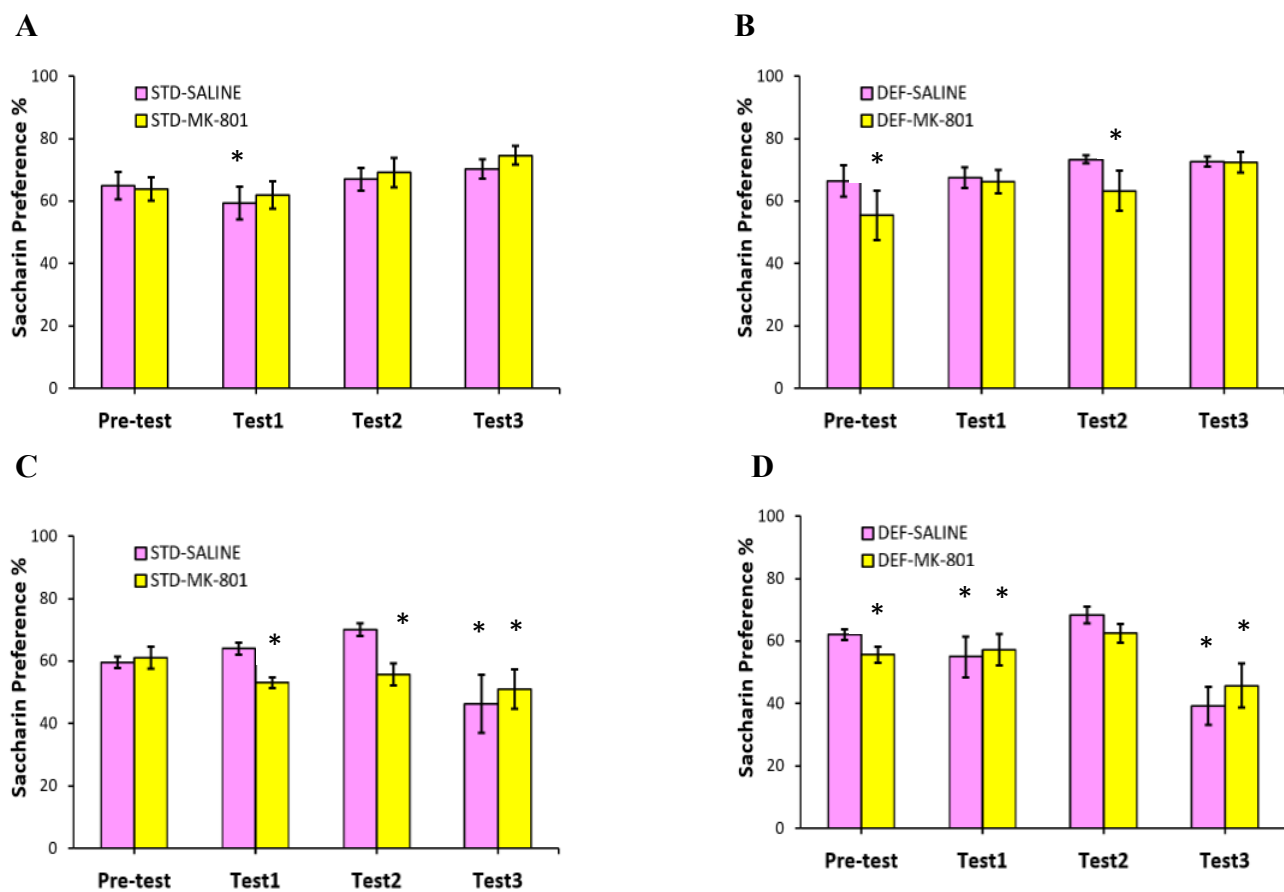 A
Saccharin Preference %
100
80
60
40
20
0
STD-SALINE
STD-MK-801
*
Pre-test Test1 Test2 Test3
B
Saccharin Preference %
100
80
60
40
20
0
DEF-SALINE
DEF-MK-801
* *
Pre-test Test1 Test2 Test3
C
Saccharin Preference %
100
80
60
40
20
0
STD-SALINE
STD-MK-801
* * * *
Pre-test Test1 Test2 Test3
D
Saccharin Preference %
100
80
60
40
20
0
DEF-SALINE
DEF-MK-801
* * * * *
Pre-test Test1 Test2 Test3